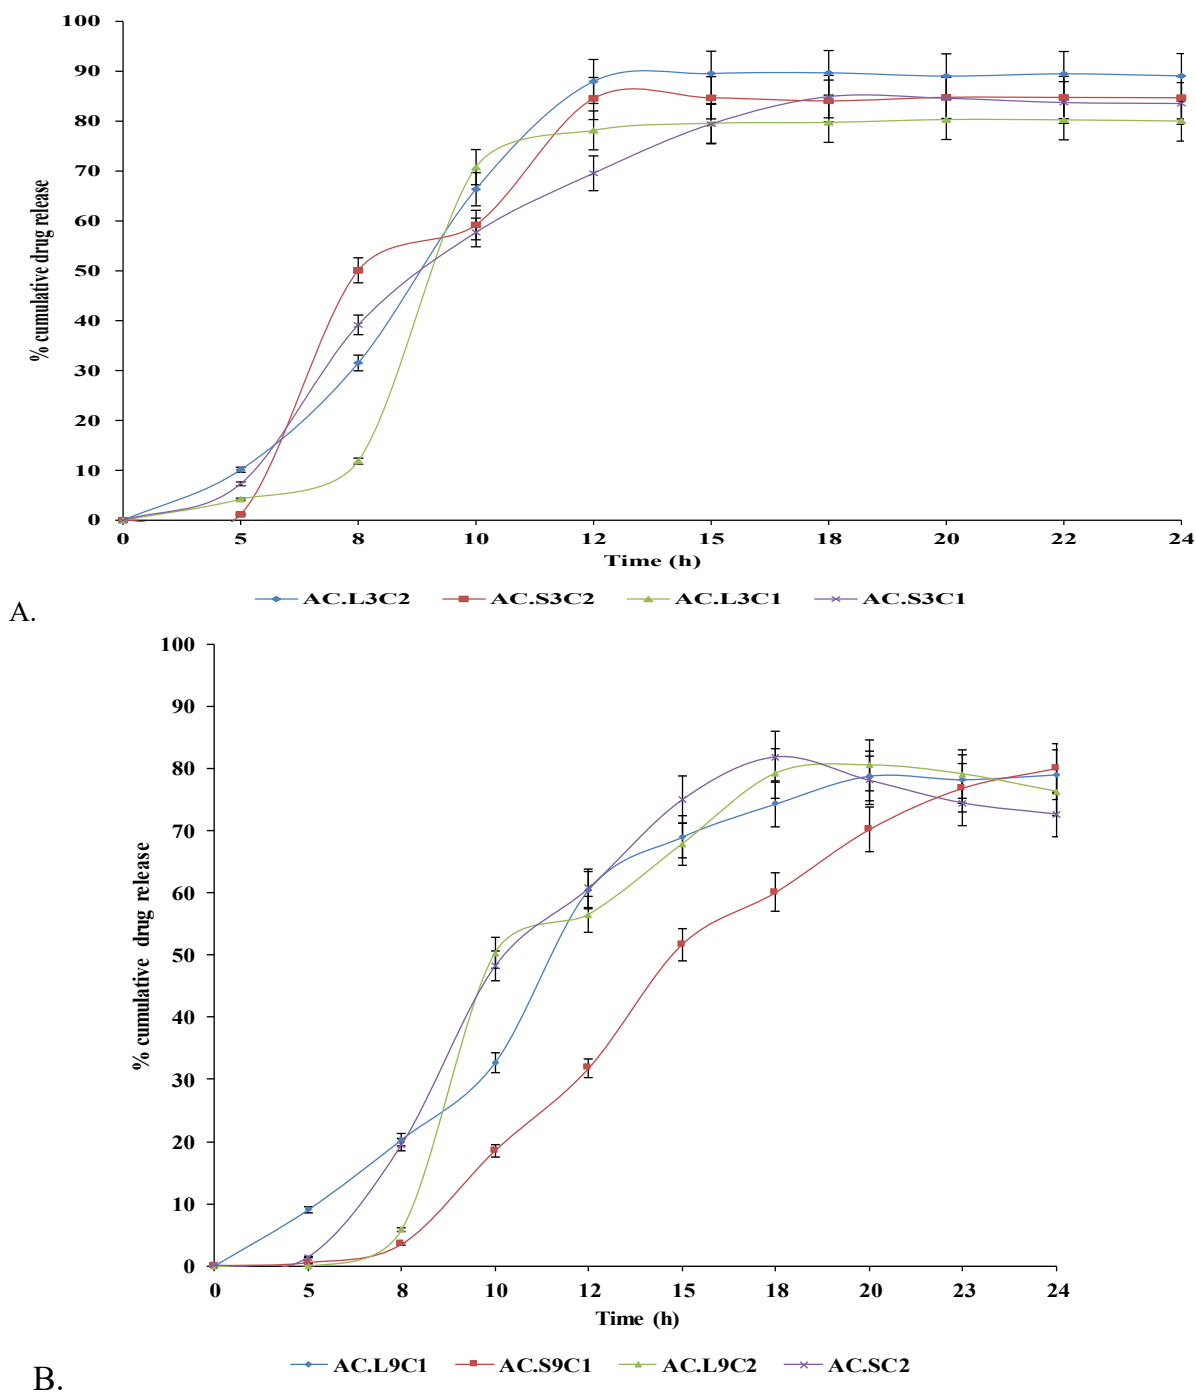 100
90
80
70
60
50
40
30
20
10
0
% cumulative drug release
0 5 8 10 12 15 18 20 22 24
Time (h)
AC.L3C2 AC.S3C2 AC.L3C1 AC.S3C1
A.
100
90
80
70
60
50
40
30
20
10
0
% cumulative drug release
0 5 8 10 12 15 18 20 23 24
Time (h)
AC.L9C1 AC.S9C1 AC.L9C2 AC.SC2
B.